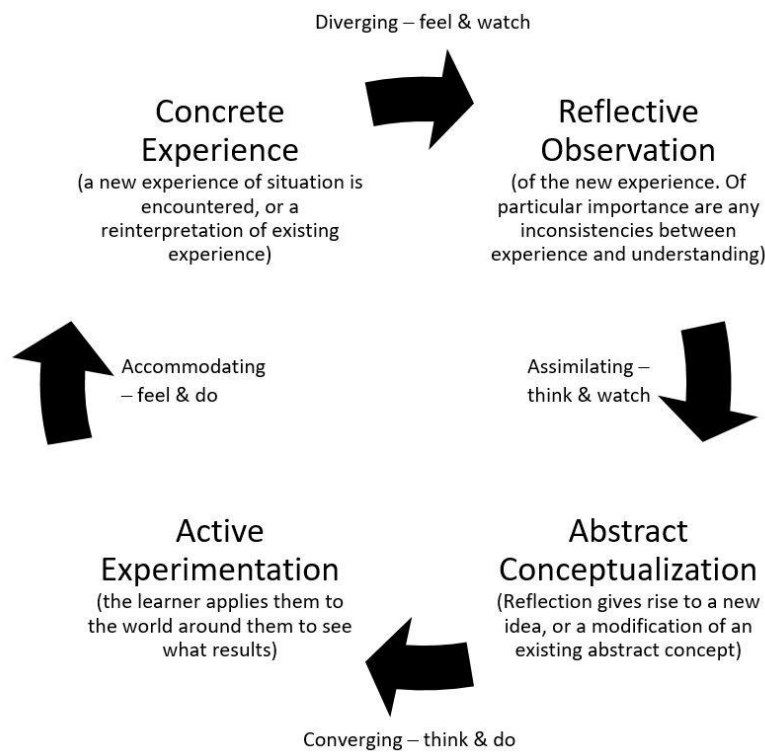 Diverging – feel & watch
Concrete
Experience
(a new experience of situation is
encountered, or a
reinterpretation of existing
experience)
Reflective
Observation
(of the new experience. Of
particular importance are any
inconsistencies between
experience and understanding)
Accommodating
– feel & do
Assimilating –
think & watch
Active
Experimentation
(the learner applies them to
the world around them to see
what results)
Abstract
Conceptualization
(Reflection gives rise to a new
idea, or a modification of an
existing abstract concept)
Converging – think & do